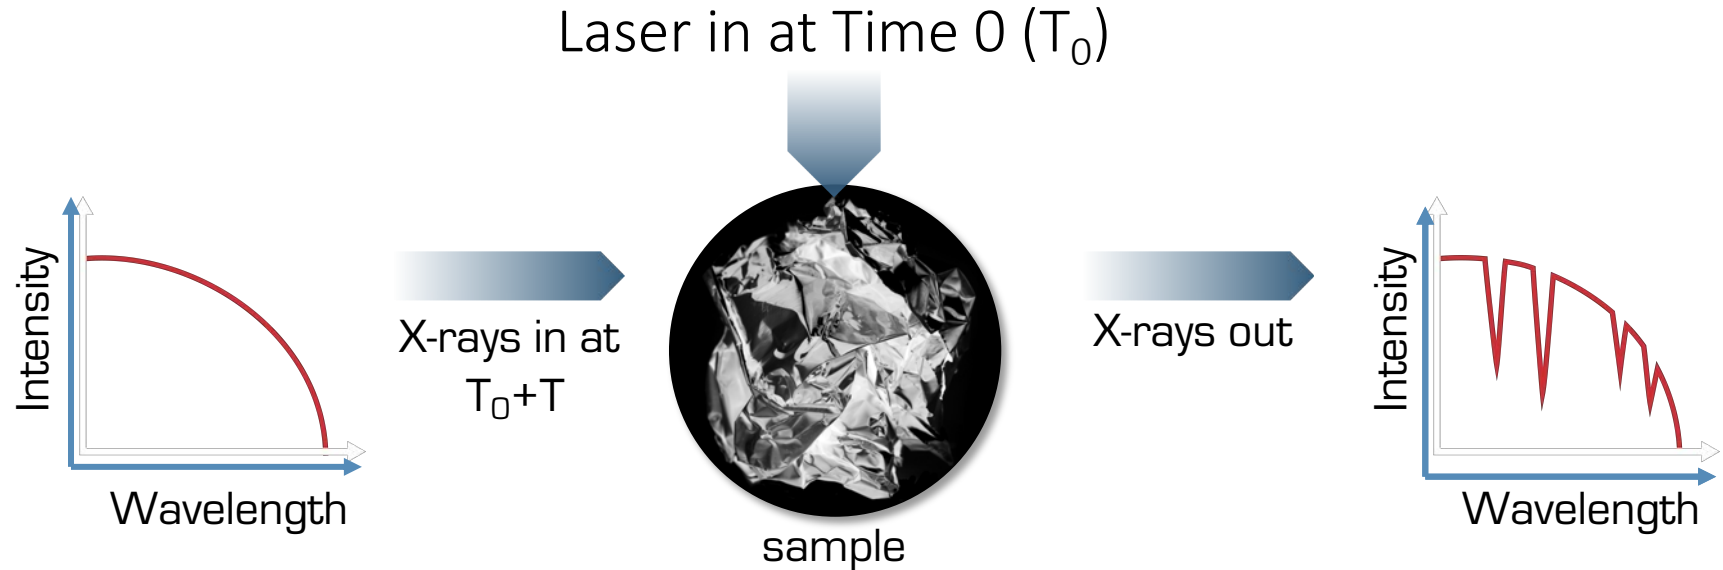 Laser in at Time 0 (T₀)
Intensity
Wavelength
X-rays in at
T₀+T
sample
X-rays out
Intensity
Wavelength